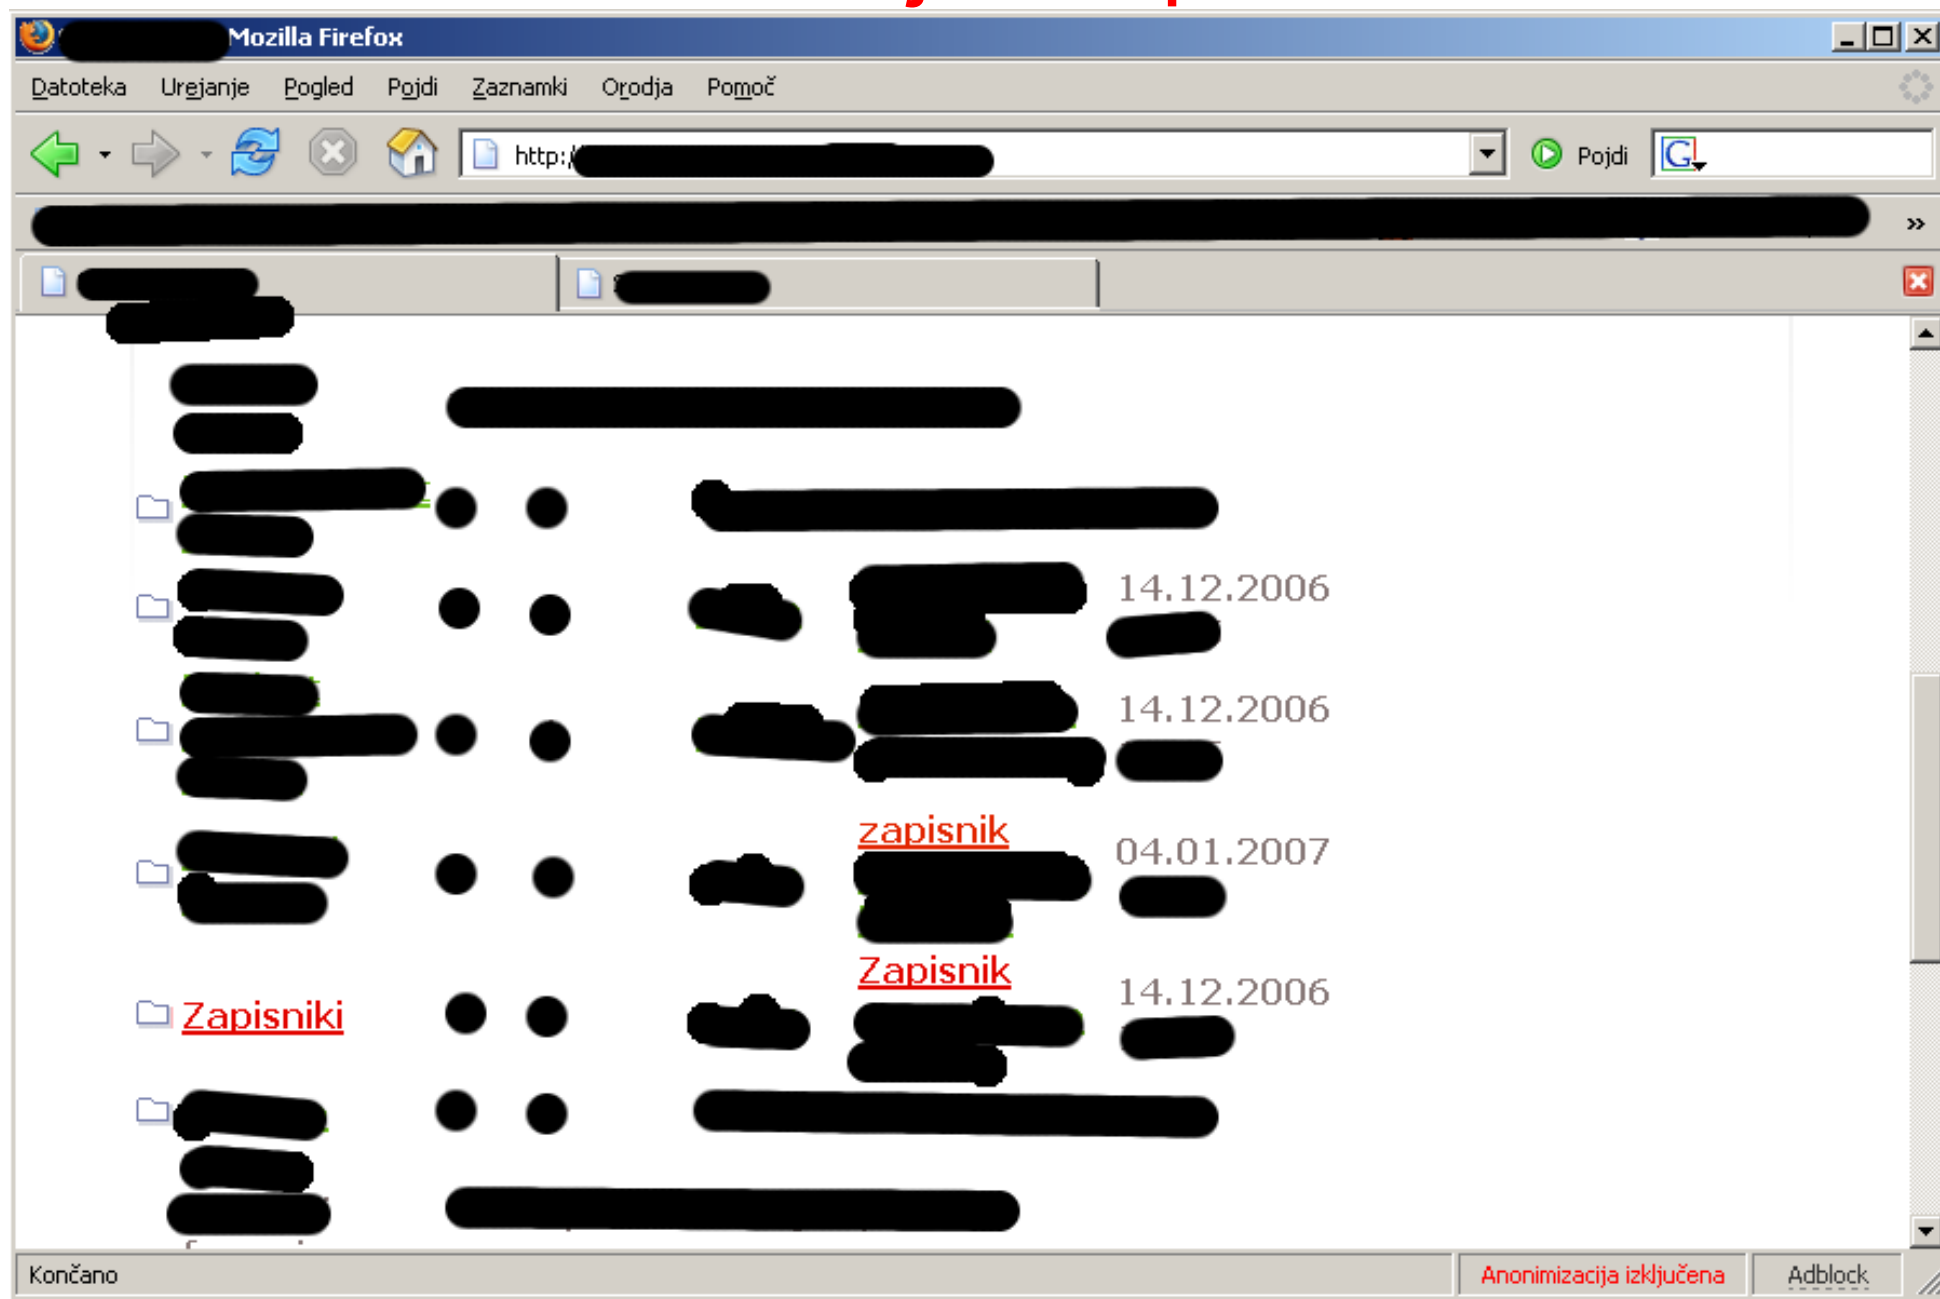 Mozilla Firefox
Datoteka Urejanje Pogled Pojdi Zaznamki Orodja Pomoč
http:/ Pojdi G
»
14.12.2006
14.12.2006
zapisnik
04.01.2007
Zapisnik
14.12.2006
Zapisniki
Končano Anonimizacija izključena Adblock